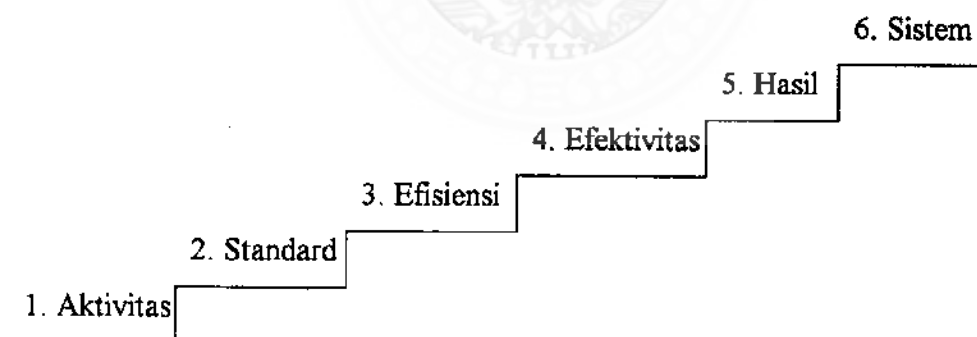 6. Sistem
5. Hasil
4. Efektivitas
3. Efisiensi
2. Standard
1. Aktivitas